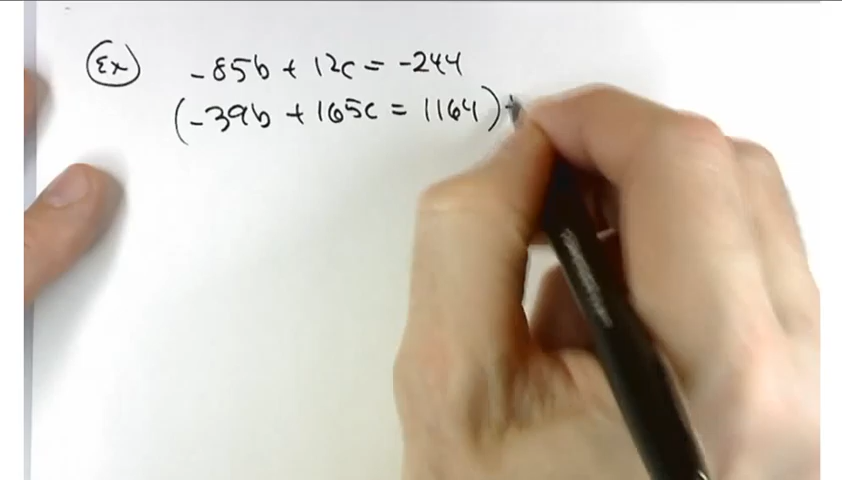 Ex -85b + 12c = -244
(-39b + 165c = 1164)